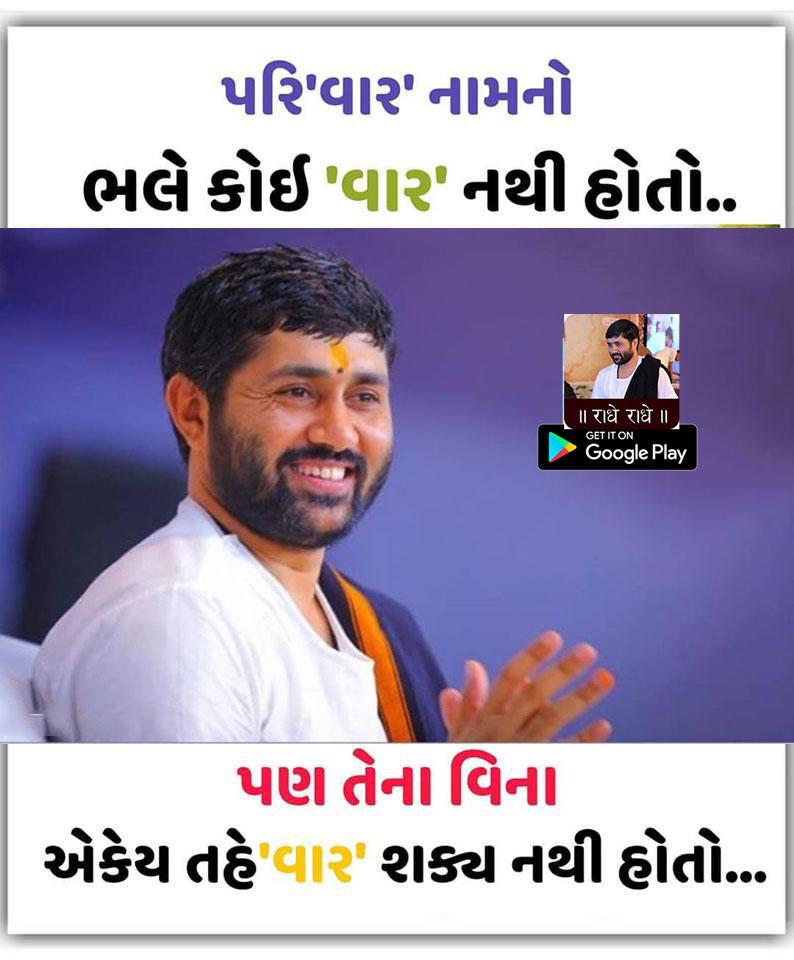 પરિ'વાર' નામનો
ભલે કોઇ 'વાર' નથી હોતો..
॥ राधे राधे ॥
GET IT ON
Google Play
પણ તેના વિના
એકેય તહે'વાર' શક્ય નથી હોતો...